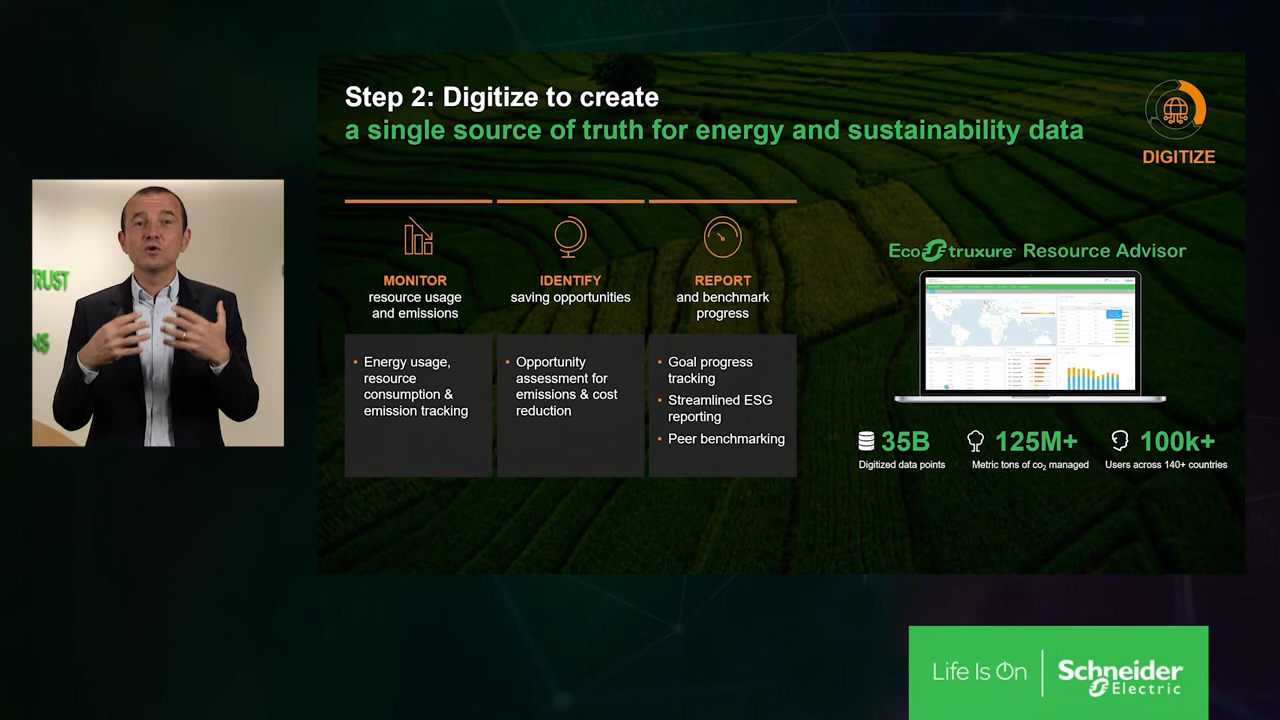 Step 2: Digitize to create
a single source of truth for energy and sustainability data
DIGITIZE
TRUST
NS
MONITOR
resource usage
and emissions
IDENTIFY
saving opportunities
REPORT
and benchmark
progress
• Energy usage,
resource
consumption &
emission tracking
• Opportunity
assessment for
emissions & cost
reduction
• Goal progress
tracking
• Streamlined ESG
reporting
• Peer benchmarking
EcoStruxure™ Resource Advisor
35B
Digitized data points
125M+
Metric tons of co₂ managed
100k+
Users across 140+ countries
Life Is On
Schneider
Electric